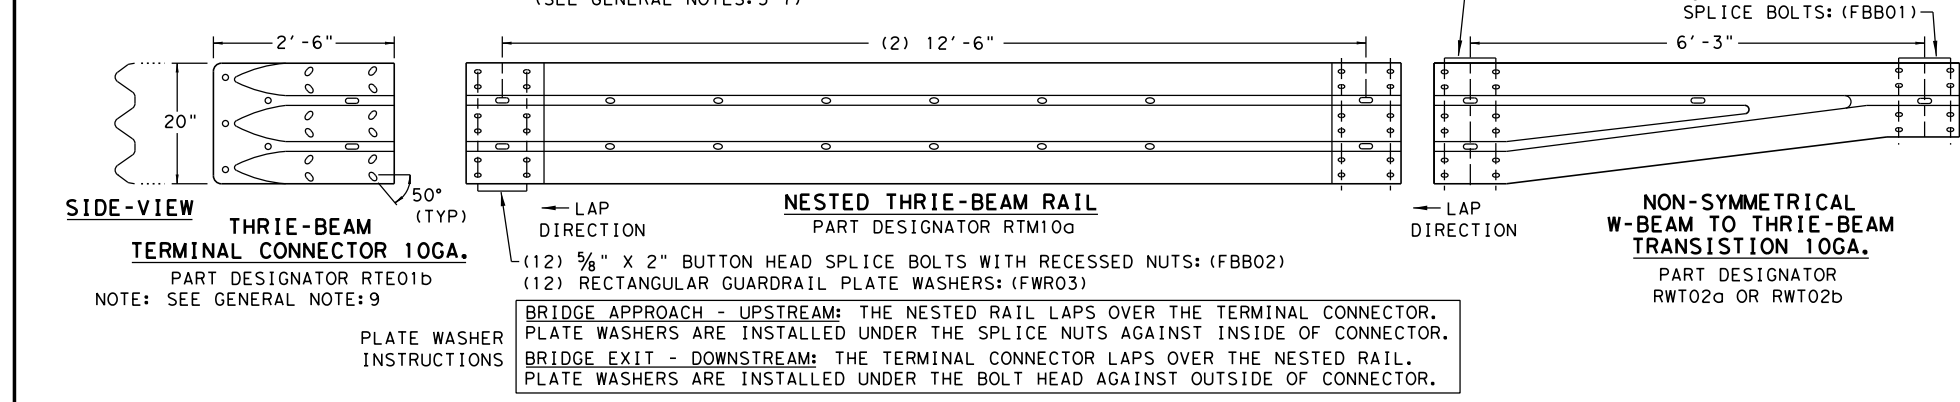 (SEE GENERAL NOTES:5-7)
SPLICE BOLTS: (FBB01)
2'-6"
(2) 12'-6"
6'-3"
20"
50°
(TYP)
SIDE-VIEW
THRIE-BEAM
TERMINAL CONNECTOR 10GA.
PART DESIGNATOR RTE01b
NOTE: SEE GENERAL NOTE:9
LAP
DIRECTION
NESTED THRIE-BEAM RAIL
PART DESIGNATOR RTM10a
LAP
DIRECTION
NON-SYMMETRICAL
W-BEAM TO THRIE-BEAM
TRANSISTION 10GA.
PART DESIGNATOR
RWT02a OR RWT02b
(12) 5/8" X 2" BUTTON HEAD SPLICE BOLTS WITH RECESSED NUTS: (FBB02)
(12) RECTANGULAR GUARDRAIL PLATE WASHERS: (FWR03)
PLATE WASHER
INSTRUCTIONS
BRIDGE APPROACH - UPSTREAM: THE NESTED RAIL LAPS OVER THE TERMINAL CONNECTOR.
PLATE WASHERS ARE INSTALLED UNDER THE SPLICE NUTS AGAINST INSIDE OF CONNECTOR.
BRIDGE EXIT - DOWNSTREAM: THE TERMINAL CONNECTOR LAPS OVER THE NESTED RAIL.
PLATE WASHERS ARE INSTALLED UNDER THE BOLT HEAD AGAINST OUTSIDE OF CONNECTOR.